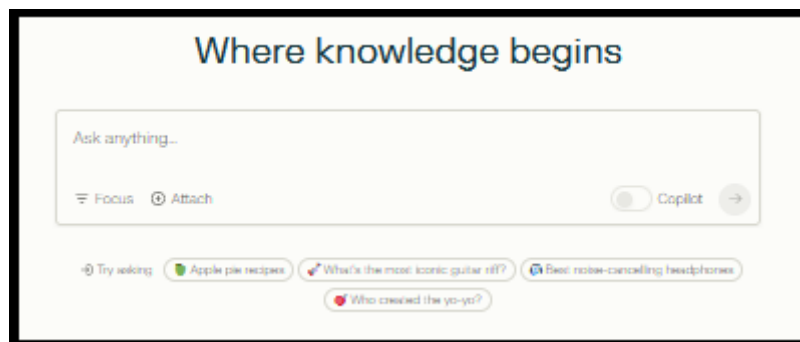 Where knowledge begins
Ask anything...
Focus Attach Copilot
Try asking Apple pie recipes What's the most iconic guitar riff? Best noise-cancelling headphones
Who created the yo-yo?